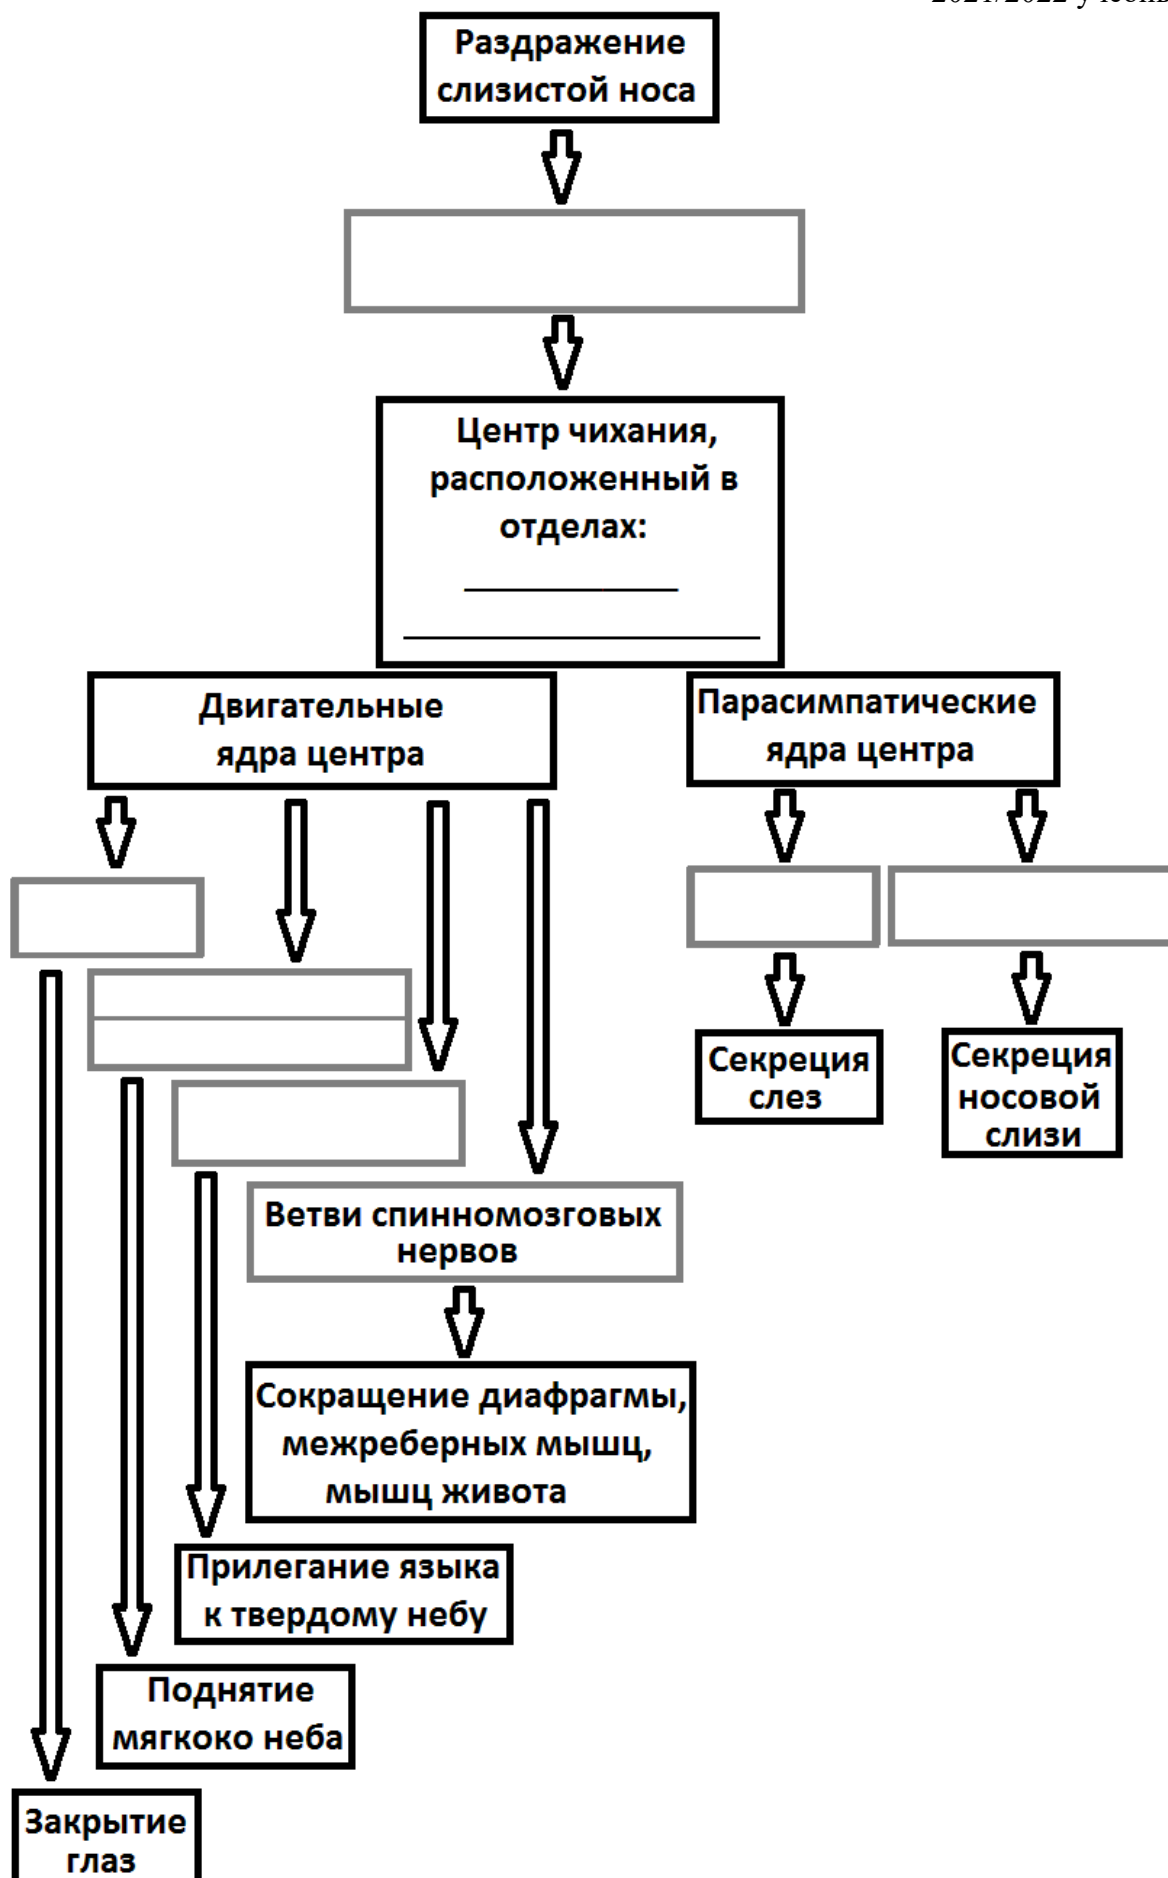 Раздражение
слизистой носа
Центр чихания,
расположенный в
отделах:
Двигательные
ядра центра
Парасимпатические
ядра центра
Секреция
слез
Секреция
носовой
слизи
Ветви спинномозговых
нервов
Сокращение диафрагмы,
межреберных мышц,
мышц живота
Прилегание языка
к твердому небу
Поднятие
мягкоко неба
Закрытие
глаз